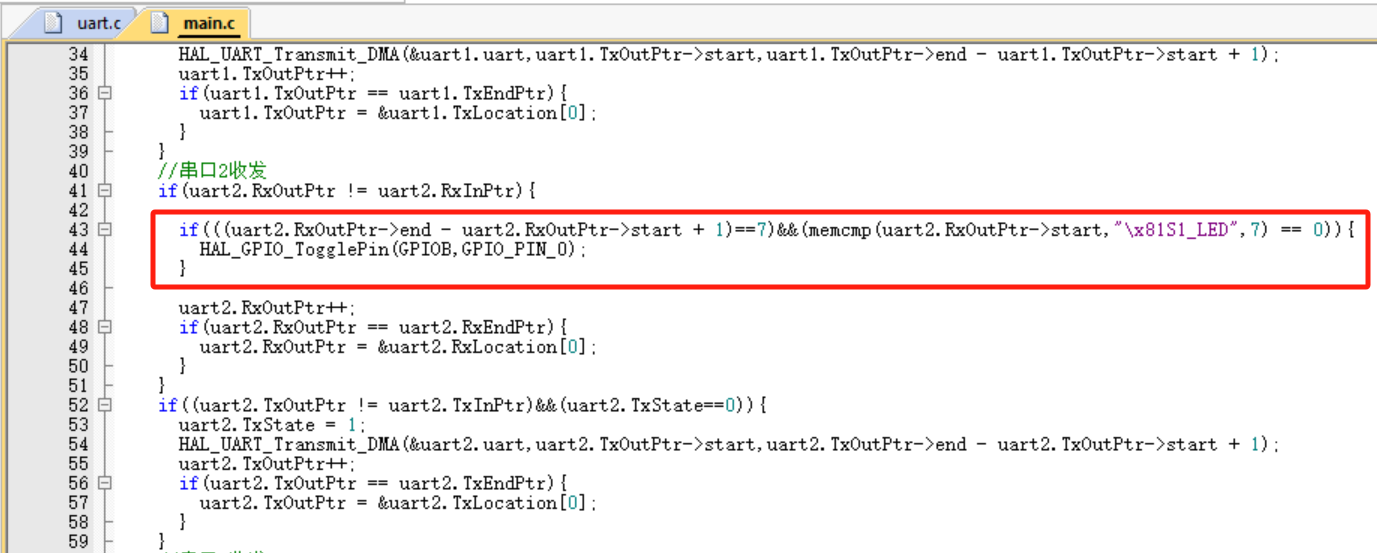 uart.c main.c
34 HAL_UART_Transmit_DMA(&uart1.uart,uart1.TxOutPtr->start,uart1.TxOutPtr->end - uart1.TxOutPtr->start + 1);
35 uart1.TxOutPtr++;
36 if(uart1.TxOutPtr == uart1.TxEndPtr){
37 uart1.TxOutPtr = &uart1.TxLocation[0];
38 }
39 }
40 //串口2收发
41 if(uart2.RxOutPtr != uart2.RxInPtr){
42
43 if(((uart2.RxOutPtr->end - uart2.RxOutPtr->start + 1)==7)&&(memcmp(uart2.RxOutPtr->start,"\x81S1_LED",7) == 0)){
44 HAL_GPIO_TogglePin(GPIOB,GPIO_PIN_0);
45 }
46
47 uart2.RxOutPtr++;
48 if(uart2.RxOutPtr == uart2.RxEndPtr){
49 uart2.RxOutPtr = &uart2.RxLocation[0];
50 }
51 }
52 if((uart2.TxOutPtr != uart2.TxInPtr)&&(uart2.TxState==0)){
53 uart2.TxState = 1;
54 HAL_UART_Transmit_DMA(&uart2.uart,uart2.TxOutPtr->start,uart2.TxOutPtr->end - uart2.TxOutPtr->start + 1);
55 uart2.TxOutPtr++;
56 if(uart2.TxOutPtr == uart2.TxEndPtr){
57 uart2.TxOutPtr = &uart2.TxLocation[0];
58 }
59 }